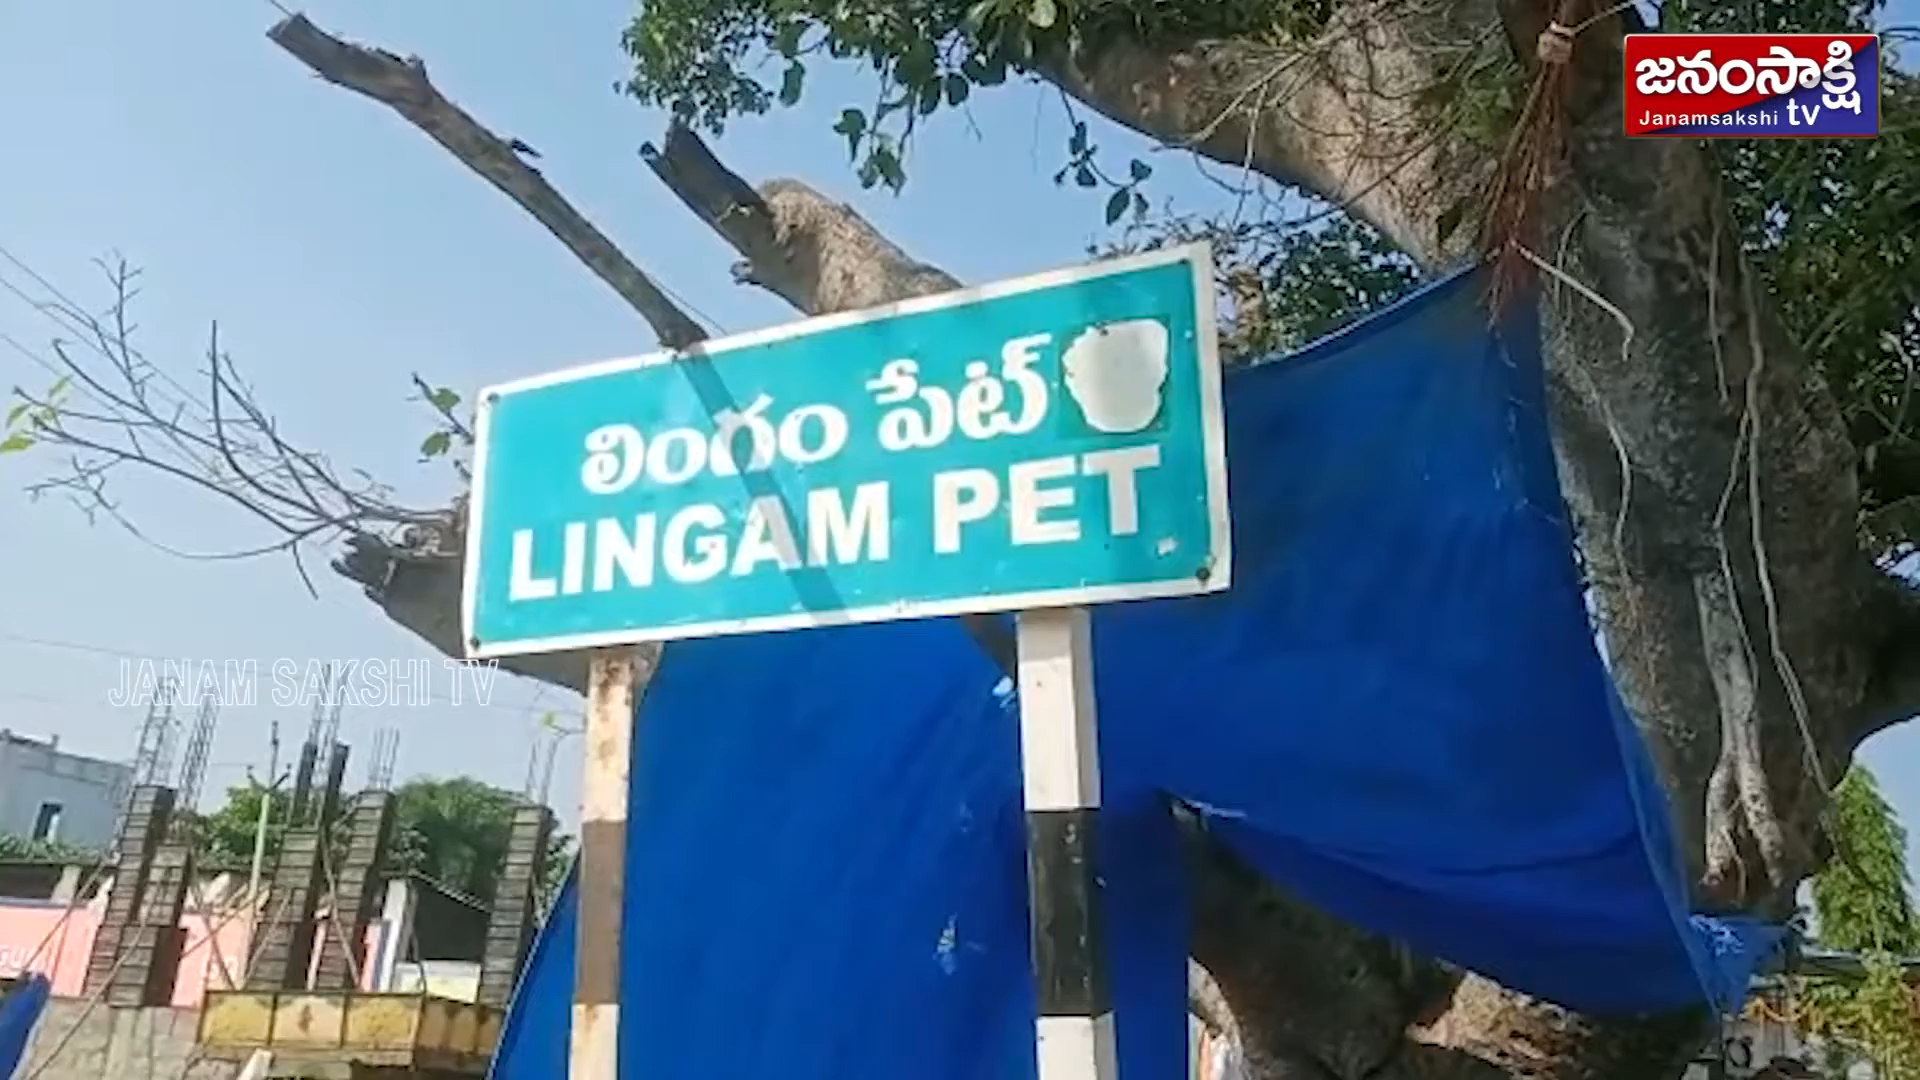 జనంసాక్షి
Janamsakshi tv
లింగం పేట్
LINGAM PET
JANAM SAKSHI TV